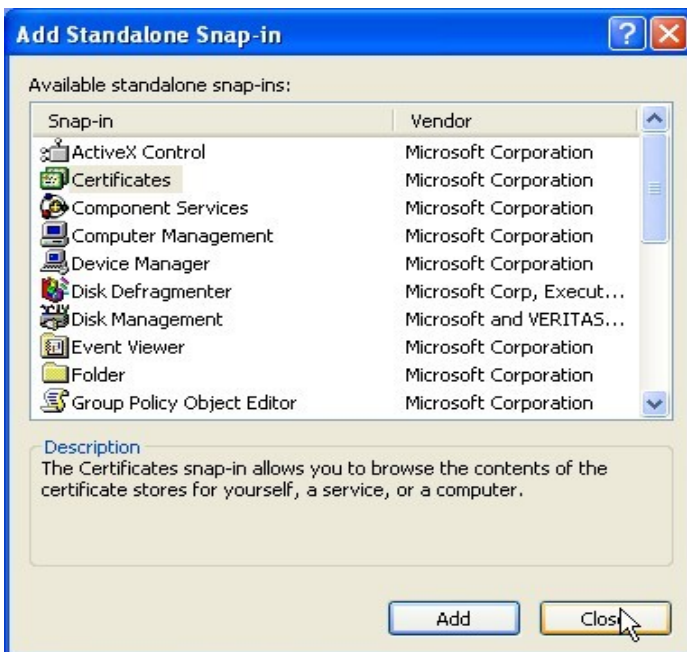 Add Standalone Snap-in
?
Available standalone snap-ins:
Snap-in Vendor
ActiveX Control Microsoft Corporation
Certificates Microsoft Corporation
Component Services Microsoft Corporation
Computer Management Microsoft Corporation
Device Manager Microsoft Corporation
Disk Defragmenter Microsoft Corp, Execut...
Disk Management Microsoft and VERITAS...
Event Viewer Microsoft Corporation
Folder Microsoft Corporation
Group Policy Object Editor Microsoft Corporation
Description
The Certificates snap-in allows you to browse the contents of the
certificate stores for yourself, a service, or a computer.
Add Close